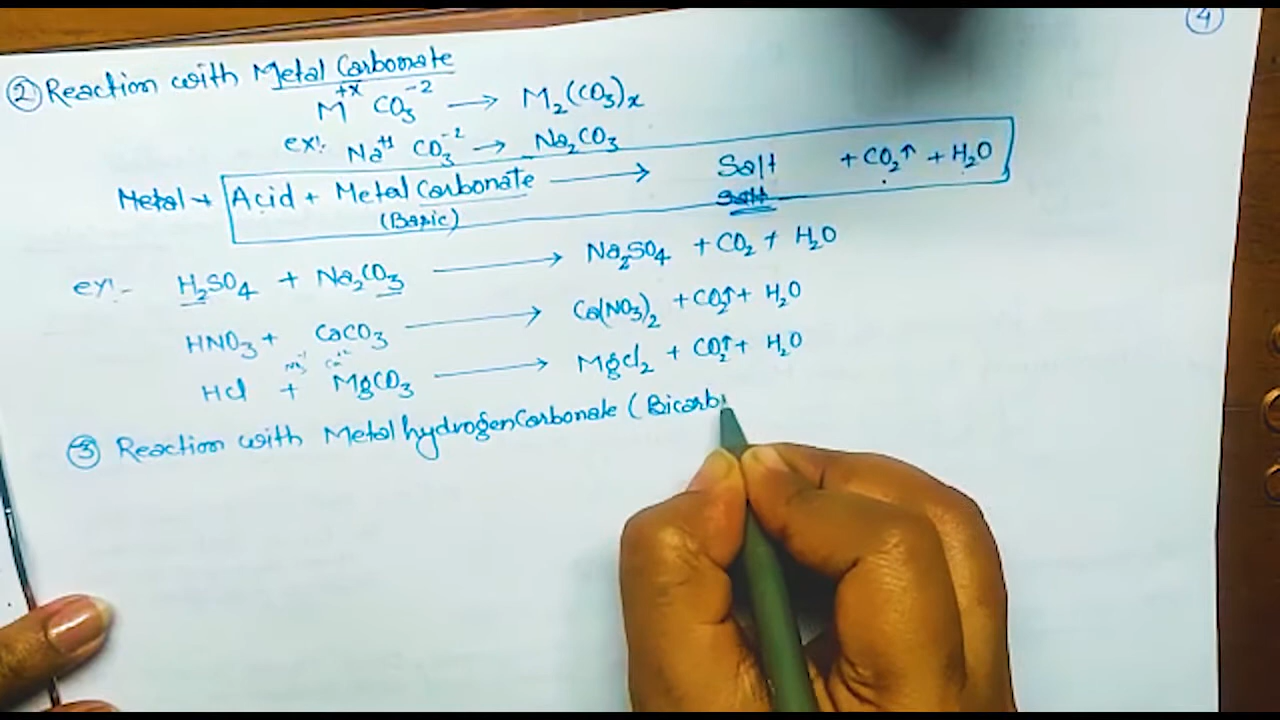 4
② Reaction with Metal Carbonate
M⁺ˣ CO₃⁻² → M₂(CO₃)ₓ
ex:- Na⁺¹ CO₃⁻² → Na₂CO₃
Metal + Acid + Metal Carbonate → Salt + CO₂↑ + H₂O
(Basic)
ex:- H₂SO₄ + Na₂CO₃ → Na₂SO₄ + CO₂ + H₂O
HNO₃ + CaCO₃ → Ca(NO₃)₂ + CO₂↑ + H₂O
HCl + MgCO₃ → MgCl₂ + CO₂↑ + H₂O
③ Reaction with Metal hydrogenCarbonate (Bicarb